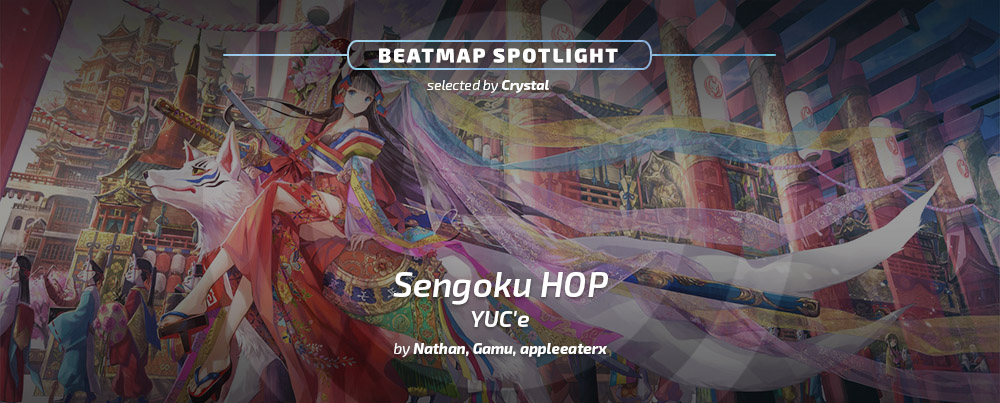 BEATMAP SPOTLIGHT
selected by Crystal
Sengoku HOP
YUC'e
by Nathan, Gamu, appleeaterx